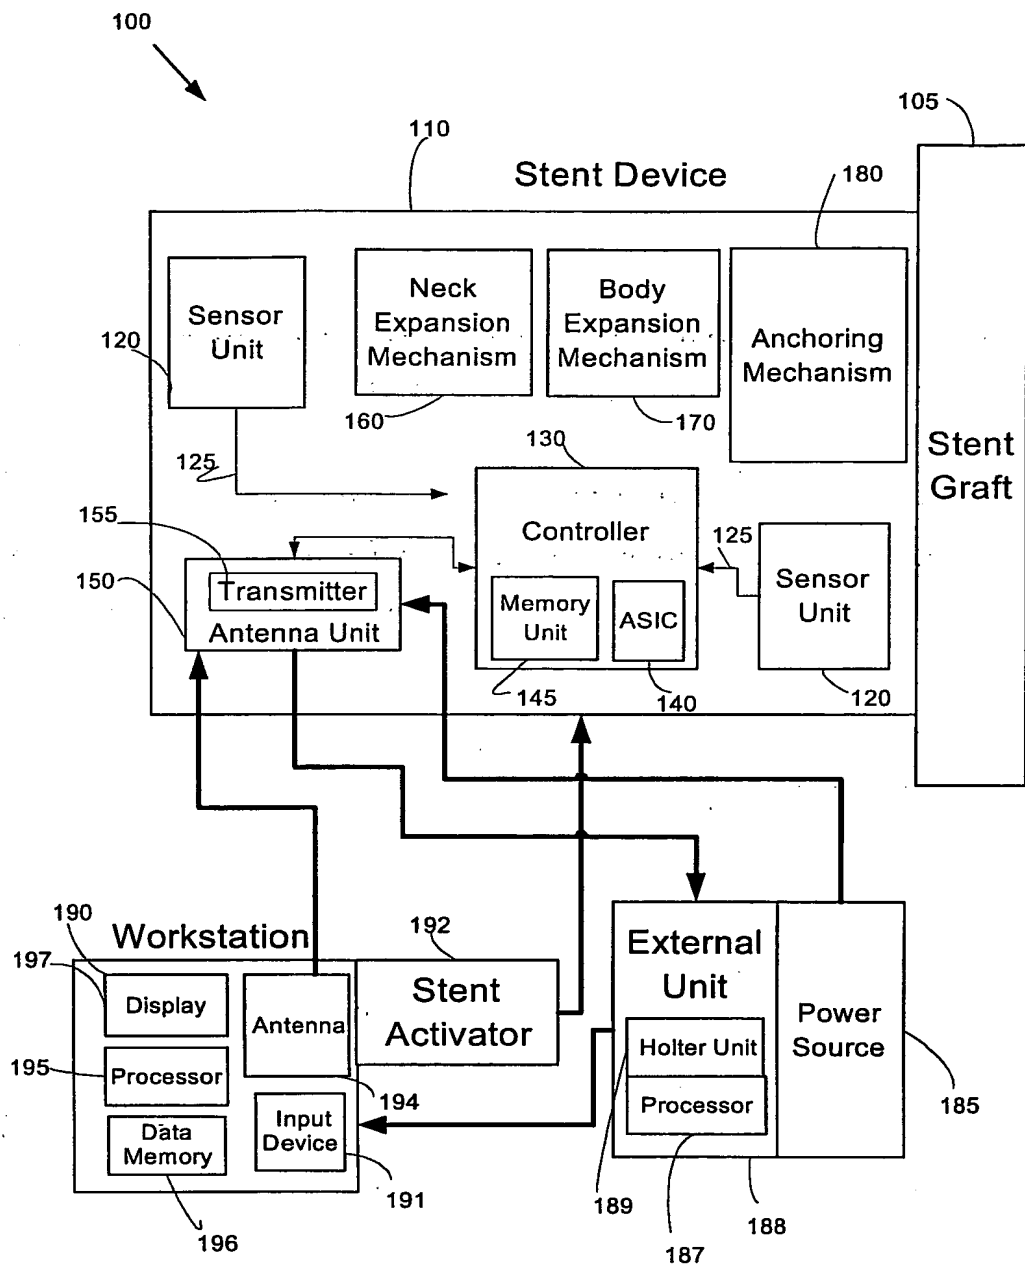 100
105
110
Stent Device
180
Sensor
Unit
Neck
Expansion
Mechanism
Body
Expansion
Mechanism
Anchoring
Mechanism
120
160
170
Stent
Graft
125
130
155
Controller
125
150
Transmitter
Antenna Unit
Memory
Unit
ASIC
Sensor
Unit
145
140
120
190
Workstation
192
197
Display
Antenna
Stent
Activator
External
Unit
Power
Source
195
Processor
194
Holter Unit
Processor
185
Data
Memory
Input
Device
191
189
188
196
187